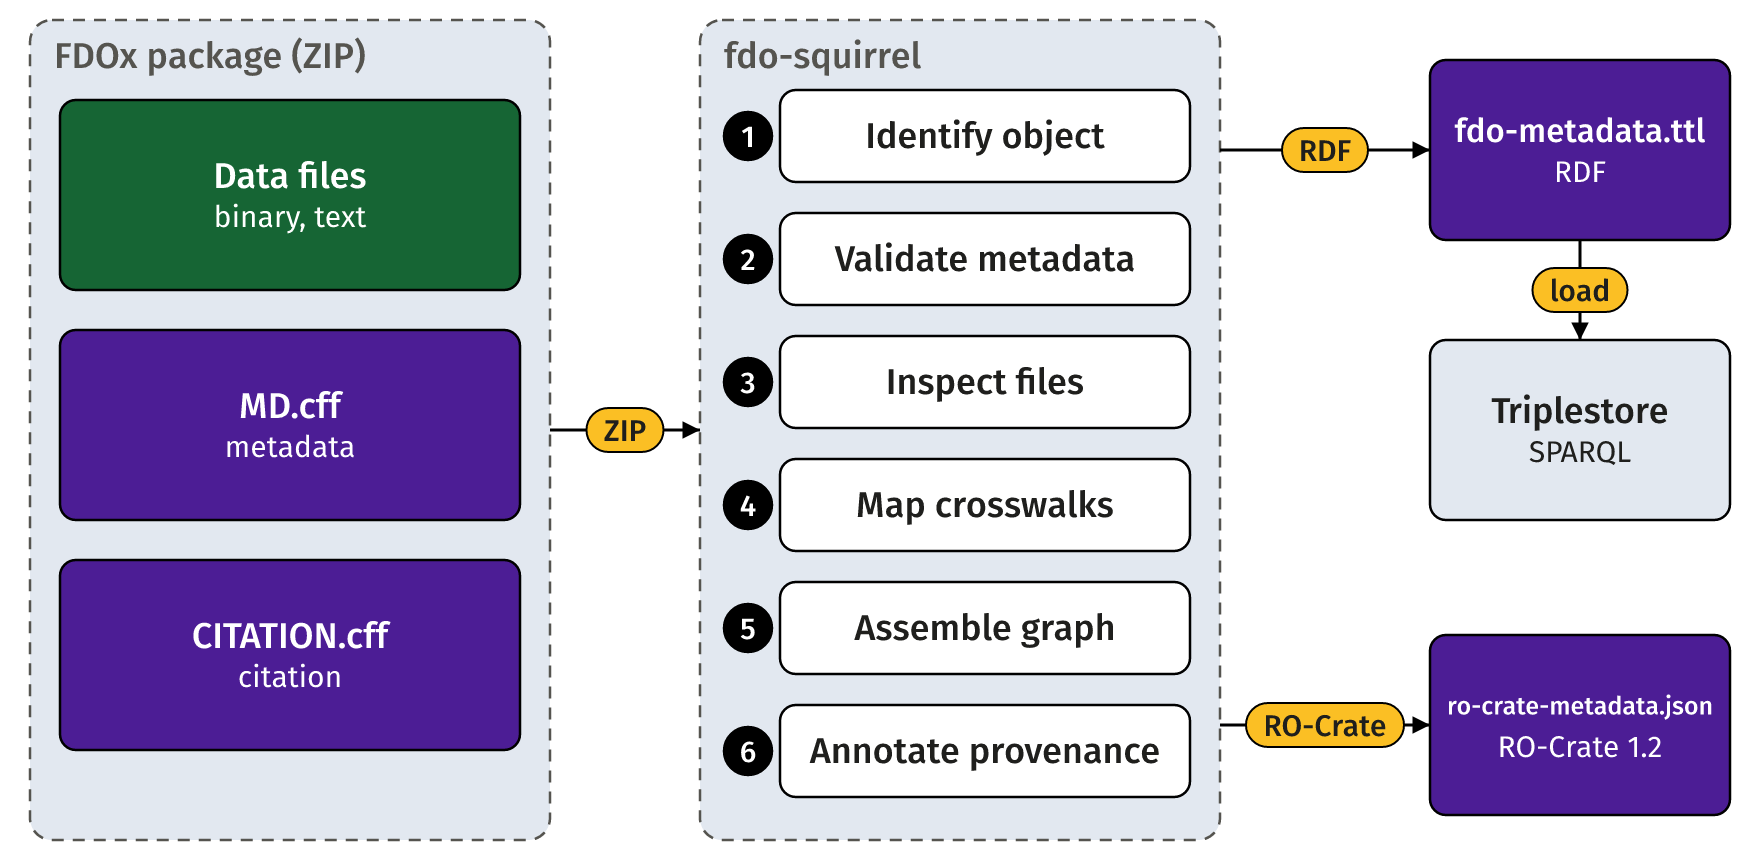 FDOx package (ZIP)
Data files
binary, text
MD.cff
metadata
CITATION.cff
citation
ZIP
fdo-squirrel
1 Identify object
2 Validate metadata
3 Inspect files
4 Map crosswalks
5 Assemble graph
6 Annotate provenance
RDF
fdo-metadata.ttl
RDF
load
Triplestore
SPARQL
RO-Crate
ro-crate-metadata.json
RO-Crate 1.2